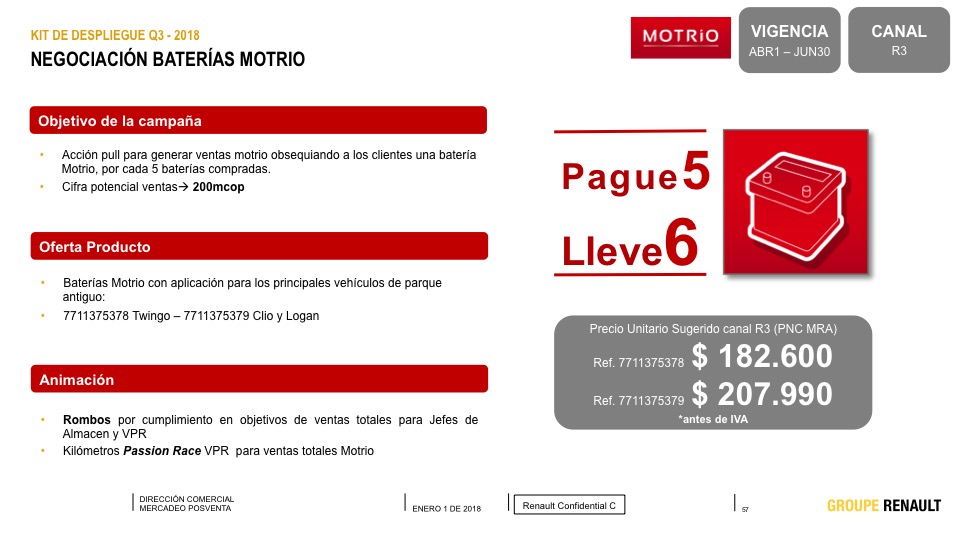 KIT DE DESPLIEGUE Q3 - 2018
NEGOCIACIÓN BATERÍAS MOTRIO
MOTRiO
VIGENCIA
ABR1 – JUN30
CANAL
R3
Objetivo de la campaña
• Acción pull para generar ventas motrio obsequiando a los clientes una batería
Motrio, por cada 5 baterías compradas.
• Cifra potencial ventas→ 200mcop
Oferta Producto
• Baterías Motrio con aplicación para los principales vehículos de parque
antiguo:
• 7711375378 Twingo – 7711375379 Clio y Logan
Animación
• Rombos por cumplimiento en objetivos de ventas totales para Jefes de
Almacen y VPR
• Kilómetros Passion Race VPR para ventas totales Motrio
Pague5
Lleve6
Precio Unitario Sugerido canal R3 (PNC MRA)
Ref. 7711375378 $ 182.600
Ref. 7711375379 $ 207.990
*antes de IVA
DIRECCIÓN COMERCIAL
MERCADEO POSVENTA
ENERO 1 DE 2018
Renault Confidential C
57
GROUPE RENAULT